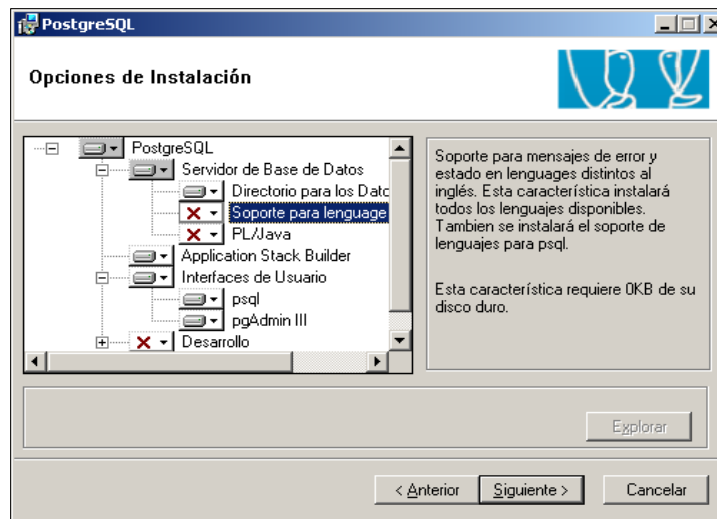 PostgreSQL
Opciones de Instalación
PostgreSQL
Servidor de Base de Datos
Directorio para los Datc
Soporte para lenguage
PL/Java
Application Stack Builder
Interfaces de Usuario
psql
pgAdmin III
Desarrollo
Soporte para mensajes de error y
estado en lenguages distintos al
inglés. Esta característica instalará
todos los lenguajes disponibles.
Tambien se instalará el soporte de
lenguajes para psql.
Esta característica requiere 0KB de su
disco duro.
Explorar
< Anterior
Siguiente >
Cancelar